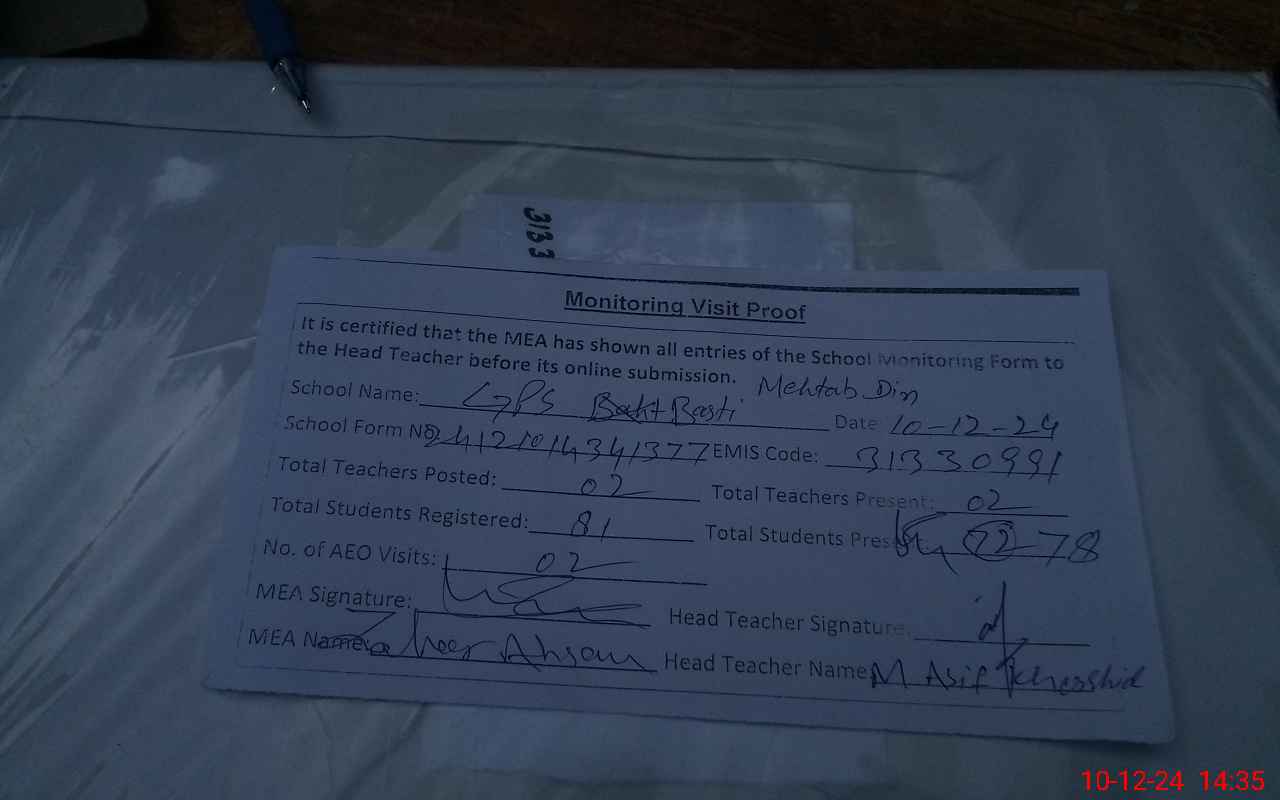 3133
Monitoring Visit Proof
It is certified that the MEA has shown all entries of the School Monitoring Form to
the Head Teacher before its online submission.
Mehtab Din
School Name: GPS Bakt Basti Date 10-12-24
School Form No 24121014341377 EMIS Code: 31330991
Total Teachers Posted: 02 Total Teachers Present: 02
Total Students Registered: 81 Total Students Pres 72 78
No. of AEO Visits: 02
MEA Signature: Head Teacher Signature:
MEA Name: Zaheer Ahsan Head Teacher Name M Asif Khurshid
10-12-24 14:35